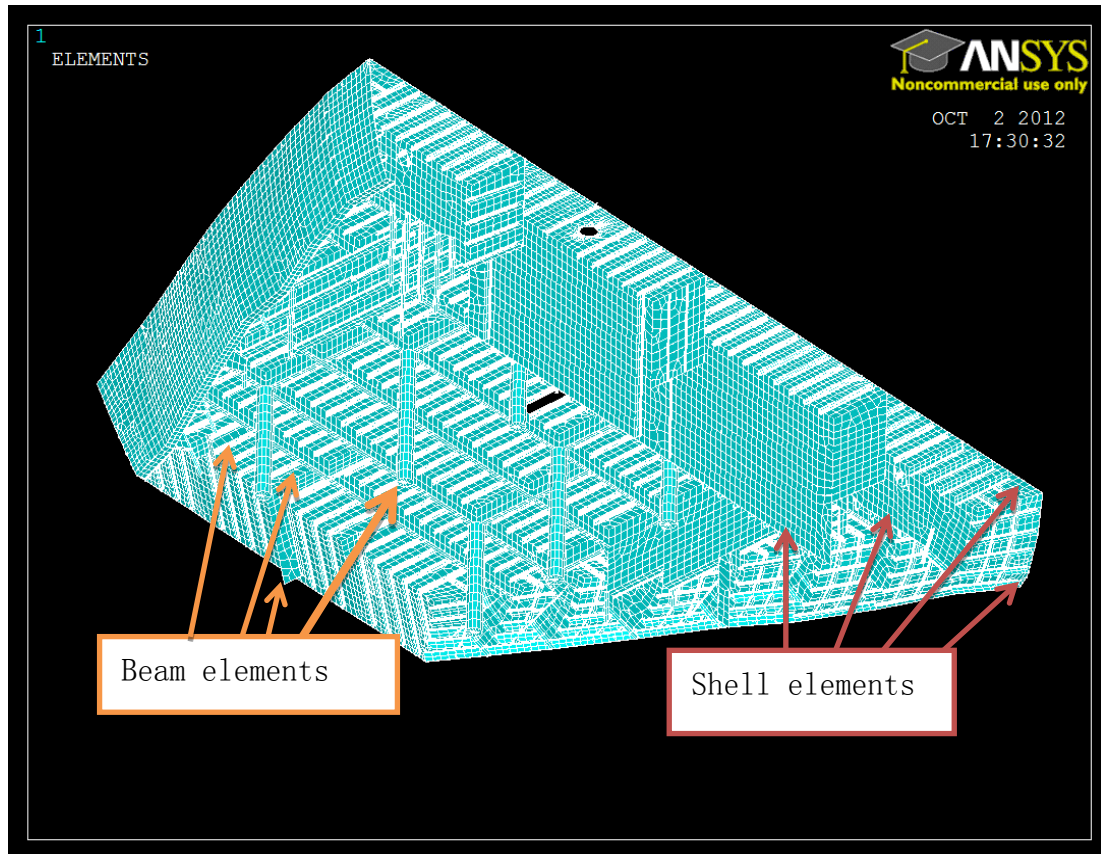 1
ELEMENTS
ANSYS
Noncommercial use only
OCT 2 2012
17:30:32
Beam elements
Shell elements